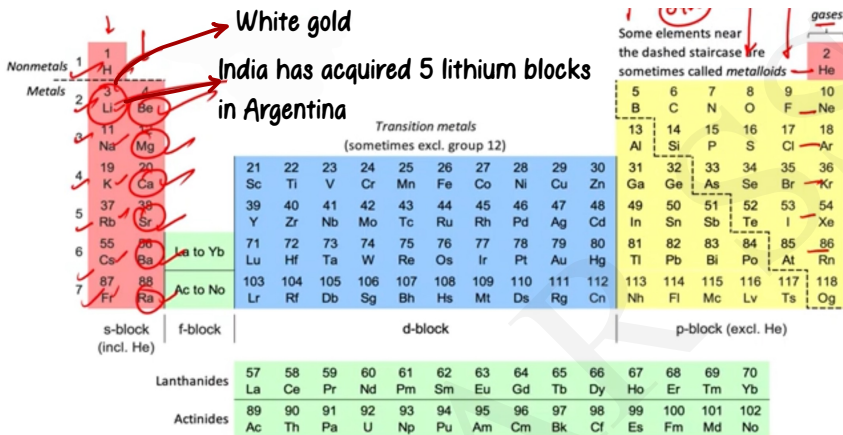 White gold
India has acquired 5 lithium blocks
in Argentina
gases
Some elements near
the dashed staircase are
sometimes called metalloids
Nonmetals
Metals
Transition metals
(sometimes excl. group 12)
1 1 2
H He
2 3 4 5 6 7 8 9 10
Li Be B C N O F Ne
3 11 13 14 15 16 17 18
Na Mg Al Si P S Cl Ar
4 19 20 21 22 23 24 25 26 27 28 29 30 31 32 33 34 35 36
K Ca Sc Ti V Cr Mn Fe Co Ni Cu Zn Ga Ge As Se Br Kr
5 37 38 39 40 41 42 43 44 45 46 47 48 49 50 51 52 53 54
Rb Sr Y Zr Nb Mo Tc Ru Rh Pd Ag Cd In Sn Sb Te I Xe
6 55 56 La to Yb 71 72 73 74 75 76 77 78 79 80 81 82 83 84 85 86
Cs Ba Lu Hf Ta W Re Os Ir Pt Au Hg Tl Pb Bi Po At Rn
7 87 88 Ac to No 103 104 105 106 107 108 109 110 111 112 113 114 115 116 117 118
Fr Ra Lr Rf Db Sg Bh Hs Mt Ds Rg Cn Nh Fl Mc Lv Ts Og
s-block f-block d-block p-block (excl. He)
(incl. He)
Lanthanides 57 58 59 60 61 62 63 64 65 66 67 68 69 70
La Ce Pr Nd Pm Sm Eu Gd Tb Dy Ho Er Tm Yb
Actinides 89 90 91 92 93 94 95 96 97 98 99 100 101 102
Ac Th Pa U Np Pu Am Cm Bk Cf Es Fm Md No